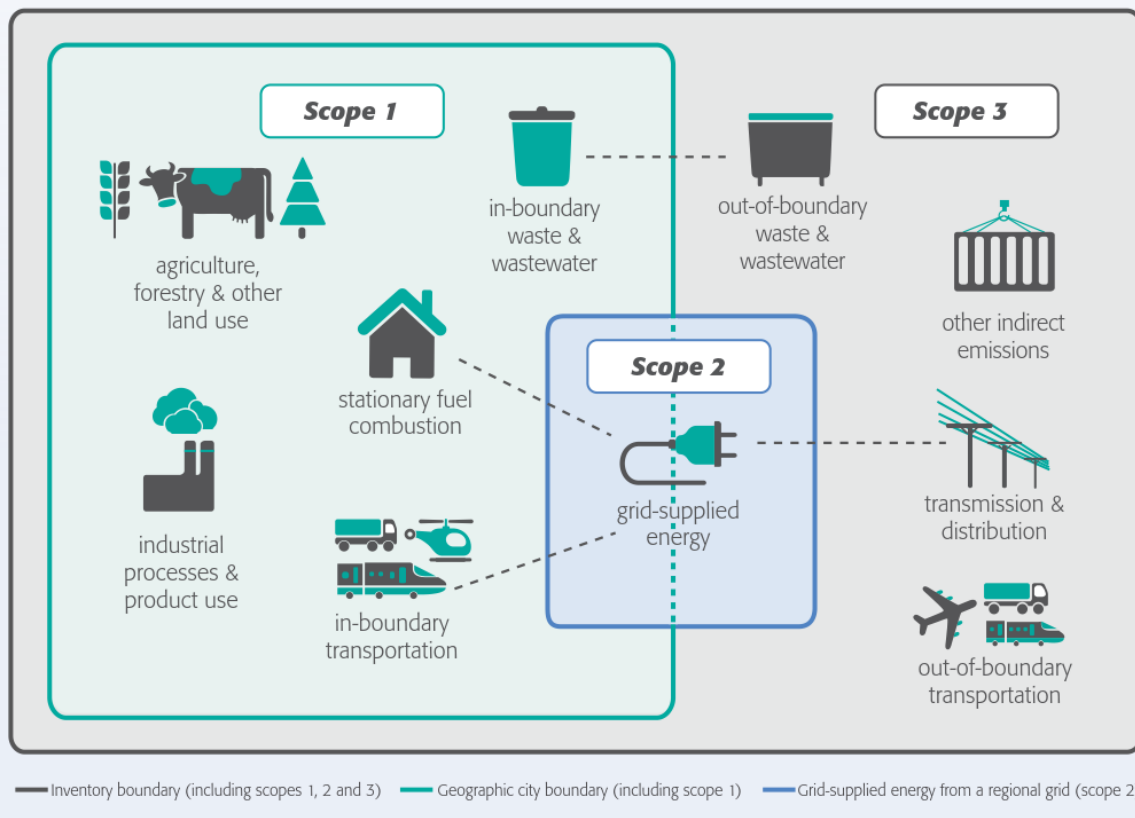 Scope 1
Scope 3
in-boundary
waste &
wastewater
out-of-boundary
waste &
wastewater
agriculture,
forestry & other
land use
other indirect
emissions
Scope 2
stationary fuel
combustion
grid-supplied
energy
transmission &
distribution
industrial
processes &
product use
in-boundary
transportation
out-of-boundary
transportation
Inventory boundary (including scopes 1, 2 and 3) Geographic city boundary (including scope 1) Grid-supplied energy from a regional grid (scope 2